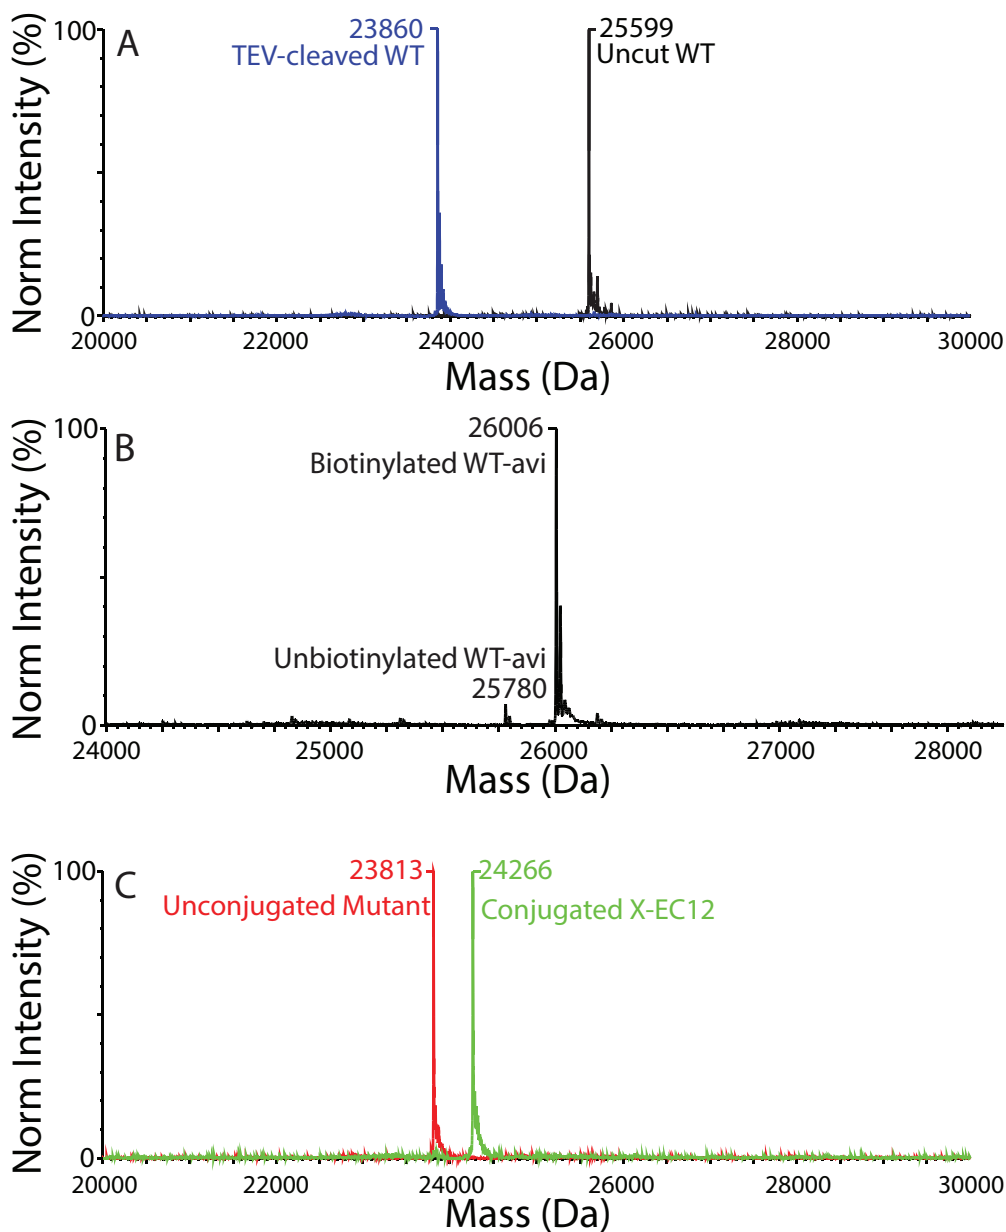 A
100
23860
25599
TEV-cleaved WT
Uncut WT
Norm Intensity (%)
0
20000 22000 24000 26000 28000 30000
Mass (Da)
B
100
26006
Biotinylated WT-avi
Unbiotinylated WT-avi
25780
Norm Intensity (%)
0
24000 25000 26000 27000 28000
Mass (Da)
C
100
23813
24266
Unconjugated Mutant
Conjugated X-EC12
Norm Intensity (%)
0
20000 22000 24000 26000 28000 30000
Mass (Da)